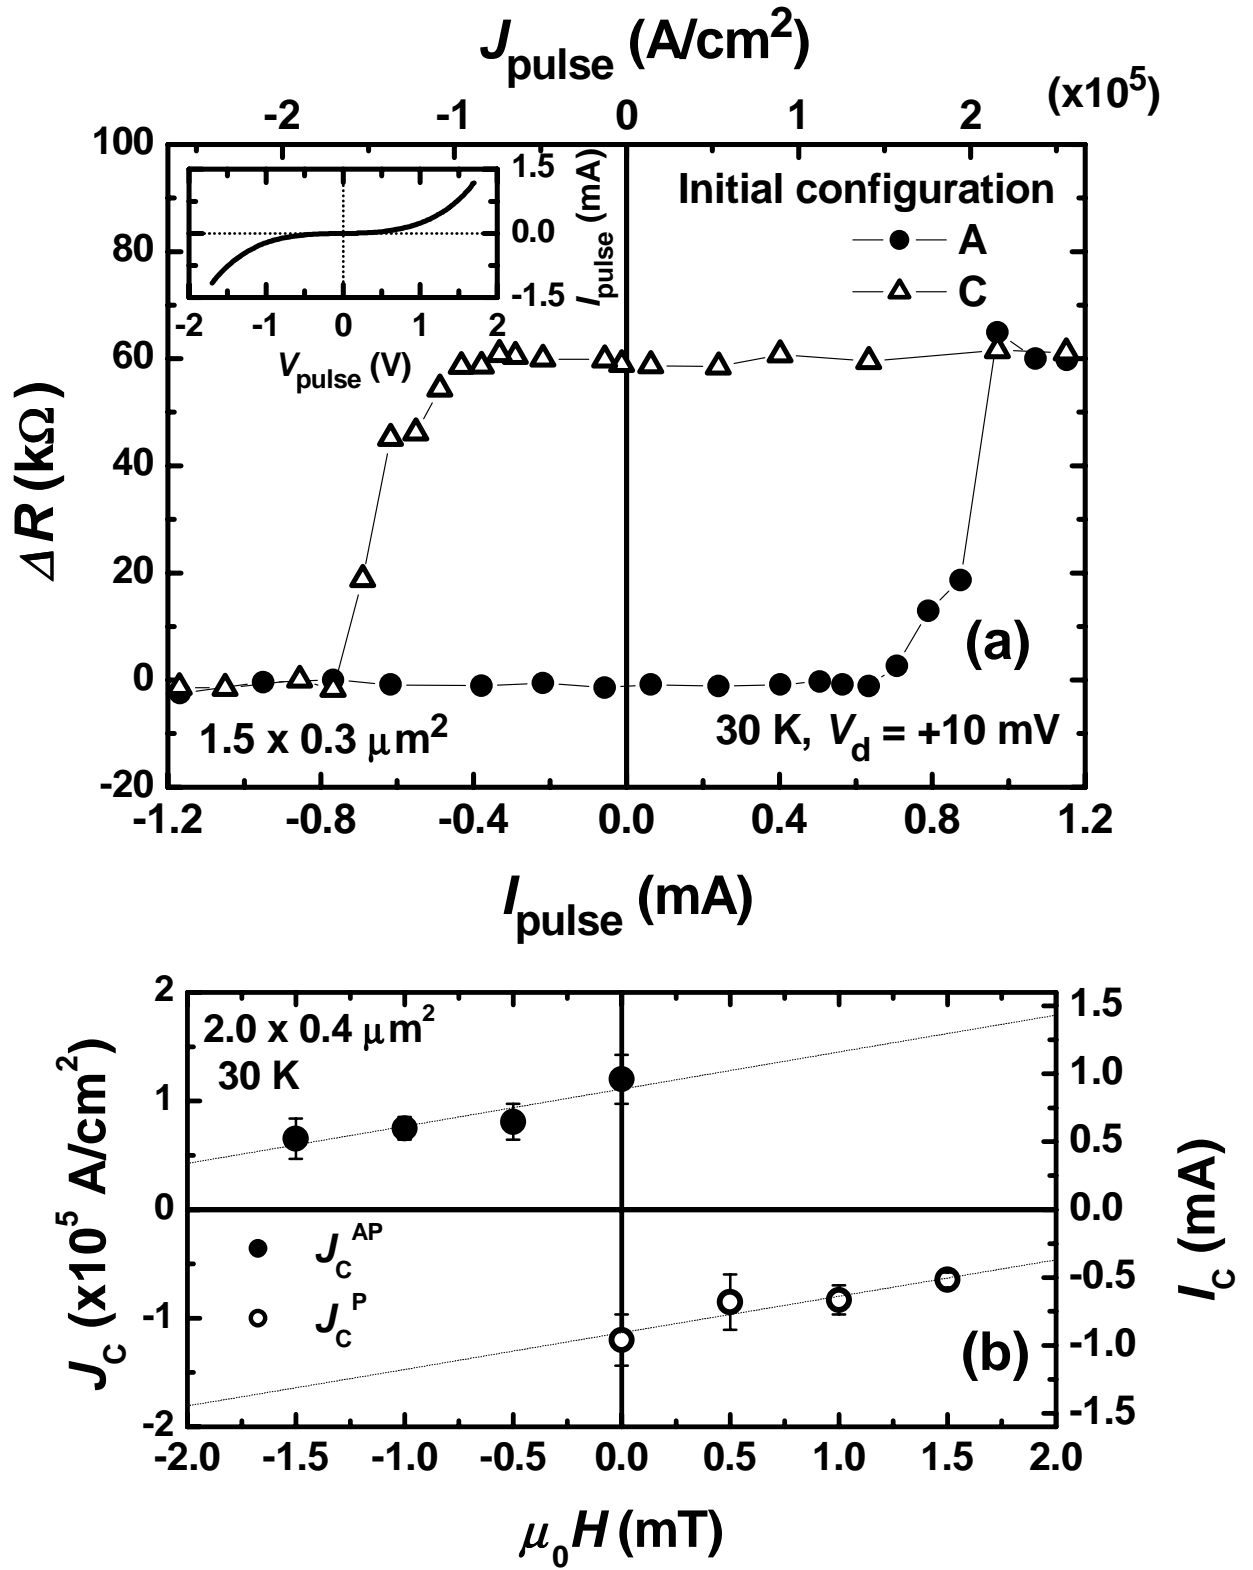 J_pulse (A/cm²)
-2 -1 0 1 2 (x10⁵)
100
80
60
40
20
0
-20
ΔR (kΩ)
1.5
0.0
-1.5
I_pulse (mA)
-2 -1 0 1 2
V_pulse (V)
Initial configuration
A
C
(a)
1.5 x 0.3 μm²
30 K, V_d = +10 mV
-1.2 -0.8 -0.4 0.0 0.4 0.8 1.2
I_pulse (mA)
2
1
0
-1
-2
J_C (x10⁵ A/cm²)
2.0 x 0.4 μm²
30 K
J_C^AP
J_C^P
(b)
1.5
1.0
0.5
0.0
-0.5
-1.0
-1.5
I_C (mA)
-2.0 -1.5 -1.0 -0.5 0.0 0.5 1.0 1.5 2.0
μ₀H (mT)